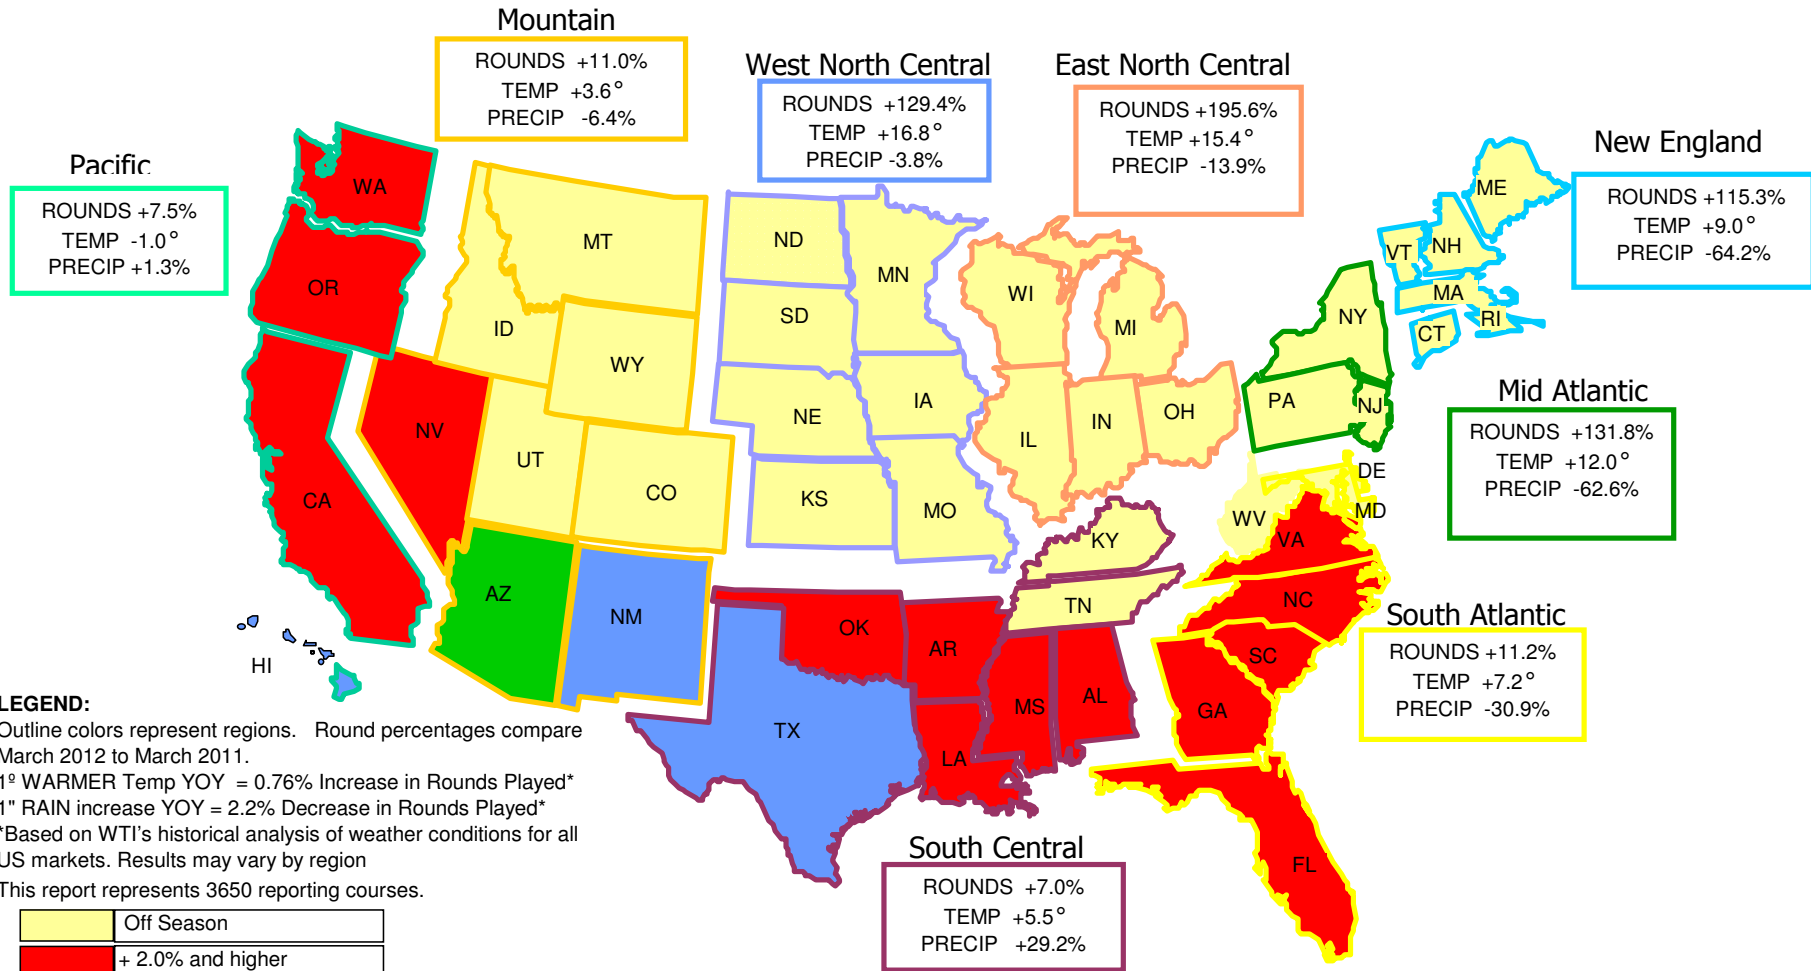 Mountain
ROUNDS +11.0%
TEMP +3.6°
PRECIP -6.4%
West North Central
ROUNDS +129.4%
TEMP +16.8°
PRECIP -3.8%
East North Central
ROUNDS +195.6%
TEMP +15.4°
PRECIP -13.9%
New England
ROUNDS +115.3%
TEMP +9.0°
PRECIP -64.2%
Pacific
ROUNDS +7.5%
TEMP -1.0°
PRECIP +1.3%
Mid Atlantic
ROUNDS +131.8%
TEMP +12.0°
PRECIP -62.6%
South Atlantic
ROUNDS +11.2%
TEMP +7.2°
PRECIP -30.9%
South Central
ROUNDS +7.0%
TEMP +5.5°
PRECIP +29.2%
WA
OR
CA
NV
ID
MT
WY
UT
CO
AZ
NM
HI
ND
SD
NE
KS
MN
IA
MO
WI
MI
IL
IN
OH
KY
TN
OK
AR
TX
LA
MS
AL
ME
VT
NH
MA
RI
CT
NY
PA
NJ
DE
MD
WV
VA
NC
SC
GA
FL
LEGEND:
Outline colors represent regions. Round percentages compare
March 2012 to March 2011.
1º WARMER Temp YOY = 0.76% Increase in Rounds Played*
1" RAIN increase YOY = 2.2% Decrease in Rounds Played*
*Based on WTI's historical analysis of weather conditions for all
US markets. Results may vary by region
This report represents 3650 reporting courses.
Off Season
+ 2.0% and higher